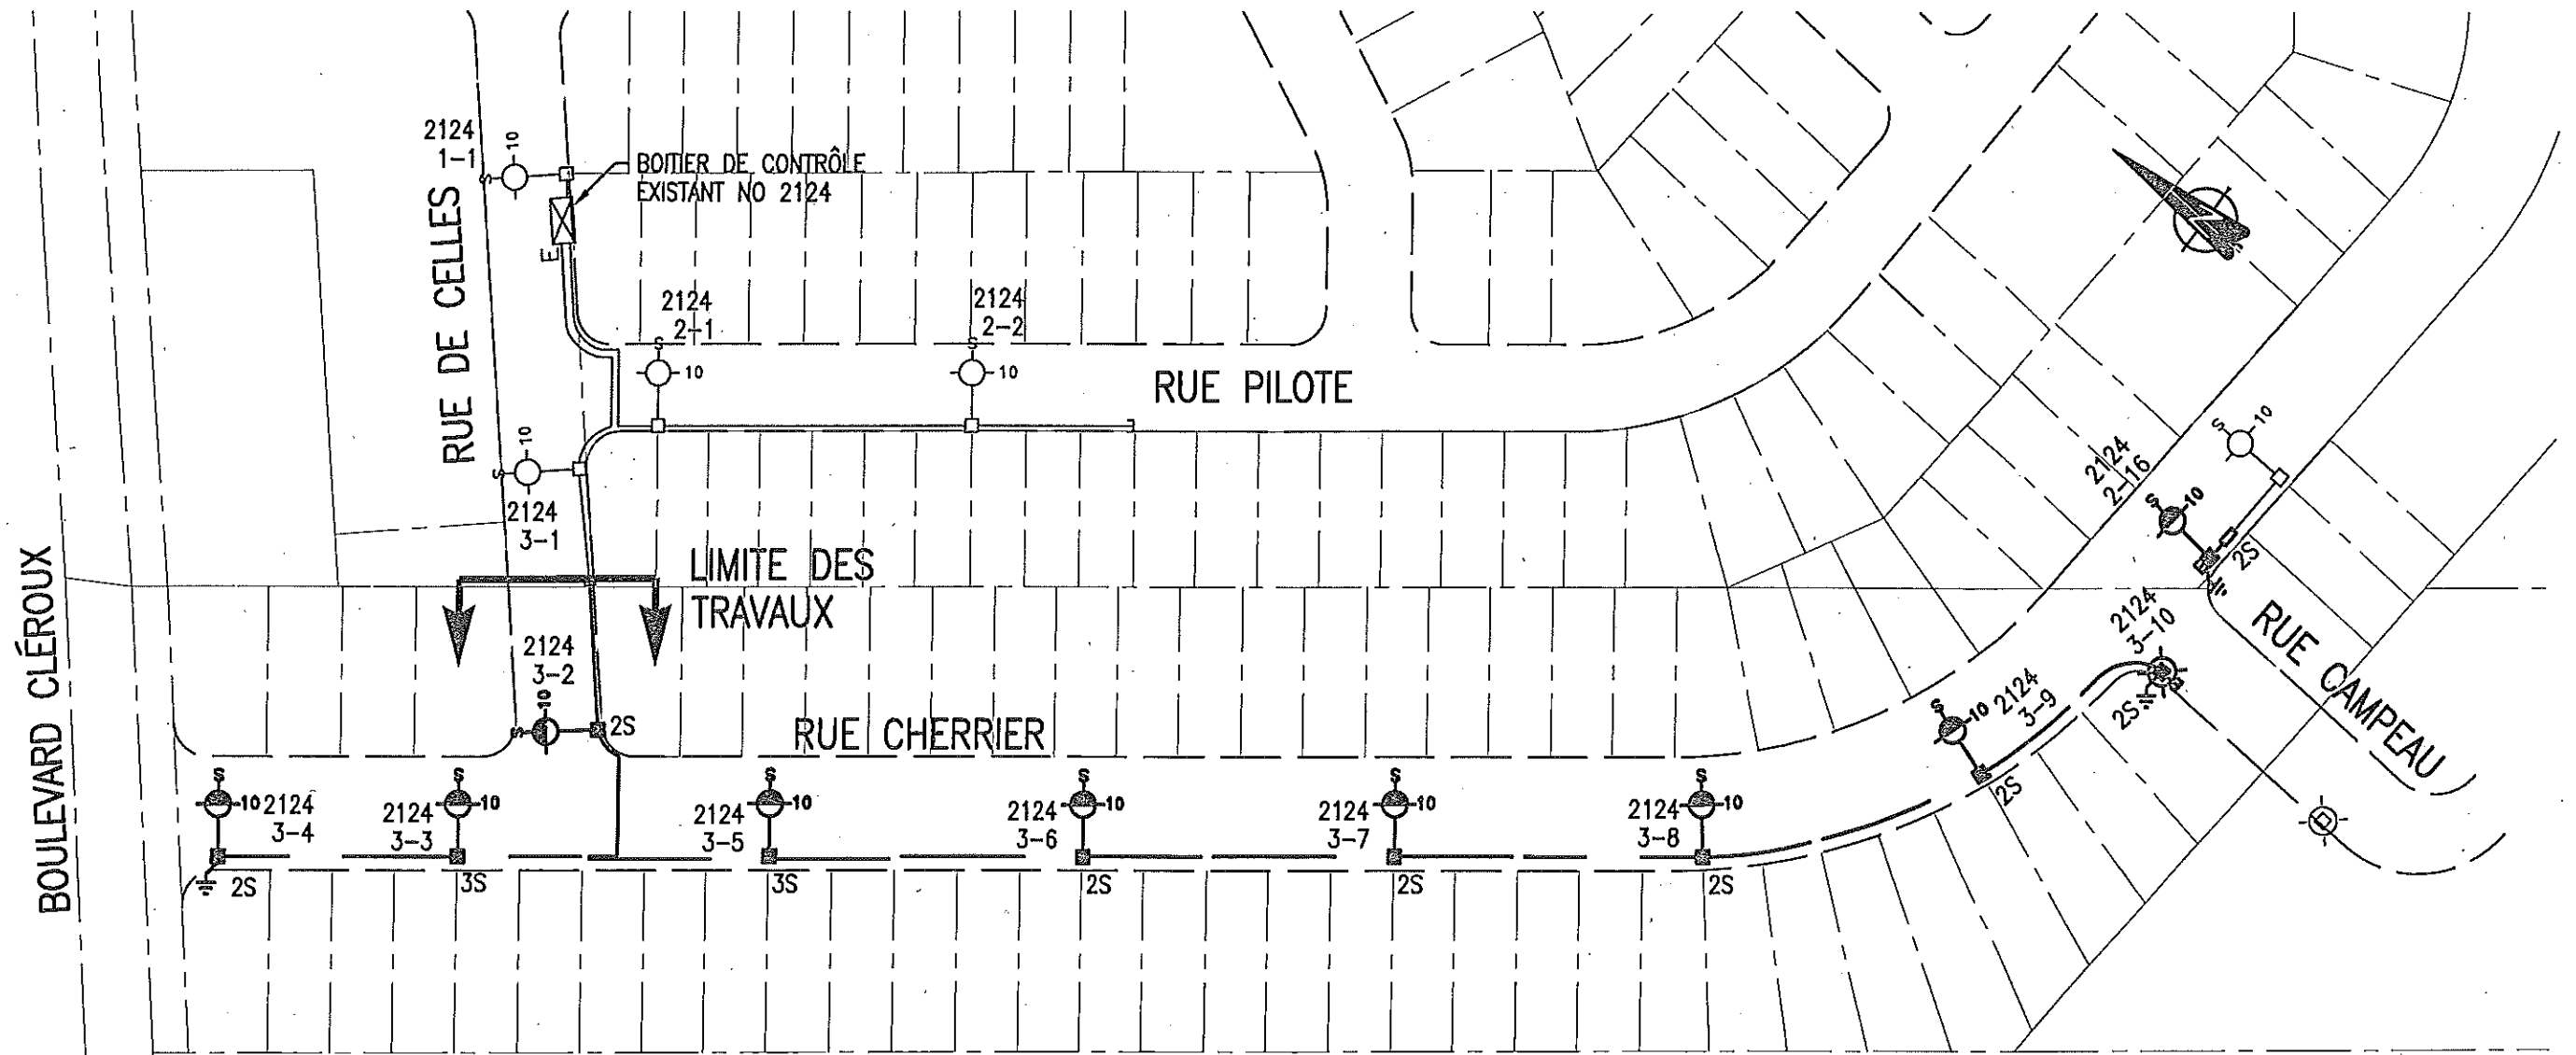 2124
1-1
10
S
BOITIER DE CONTRÔLE
EXISTANT NO 2124
E
RUE DE CELLES
2124
2-1
S
10
2124
2-2
S
10
RUE PILOTE
10
S
2124
3-1
S
10
2124
2-16
S
10
2S
LIMITE DES
TRAVAUX
BOULEVARD CLÉROUX
2124
3-2
10
S
2S
RUE CHERRIER
2124
3-10
2S
RUE CAMPEAU
2124
3-9
S
10
2S
S
10
2124
3-4
2S
S
10
2124
3-3
3S
S
10
2124
3-5
3S
S
10
2124
3-6
2S
S
10
2124
3-7
2S
S
10
2124
3-8
2S